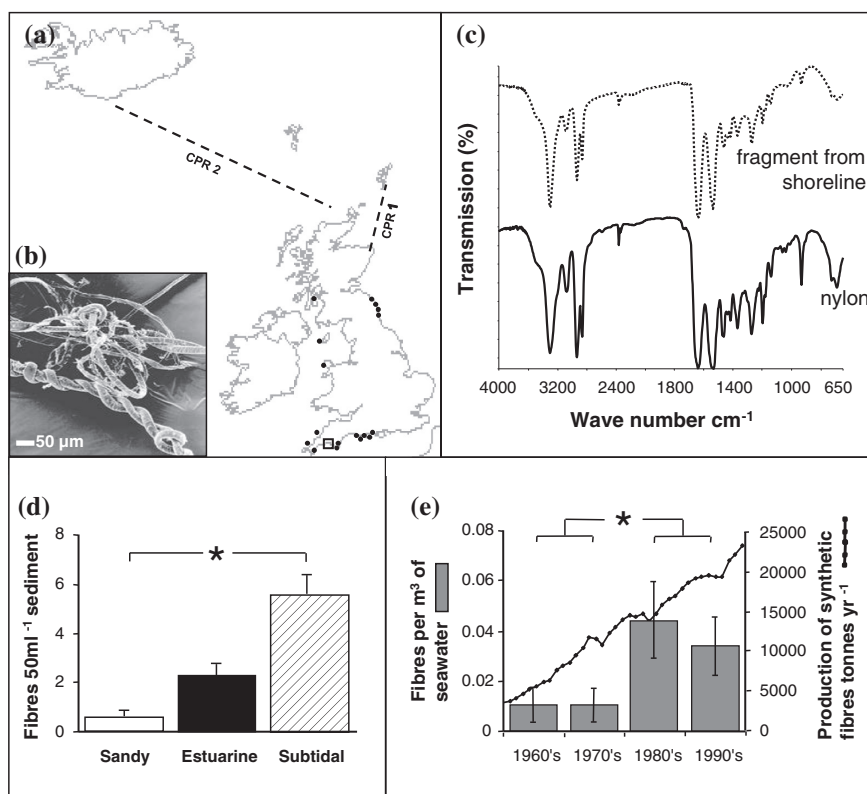 (a)
CPR 2
CPR 1
(b)
50 µm
(c)
Transmission (%)
fragment from
shoreline
nylon
4000 3200 2400 1800 1400 1000 650
Wave number cm⁻¹
(d)
Fibres 50ml ⁻¹ sediment
8
6
4
2
0
*
Sandy Estuarine Subtidal
(e)
Fibres per m³ of
seawater
0.08
0.06
0.04
0.02
0
*
25000
20000
15000
10000
5000
0
Production of synthetic
fibres tonnes yr ⁻¹
1960's 1970's 1980's 1990's